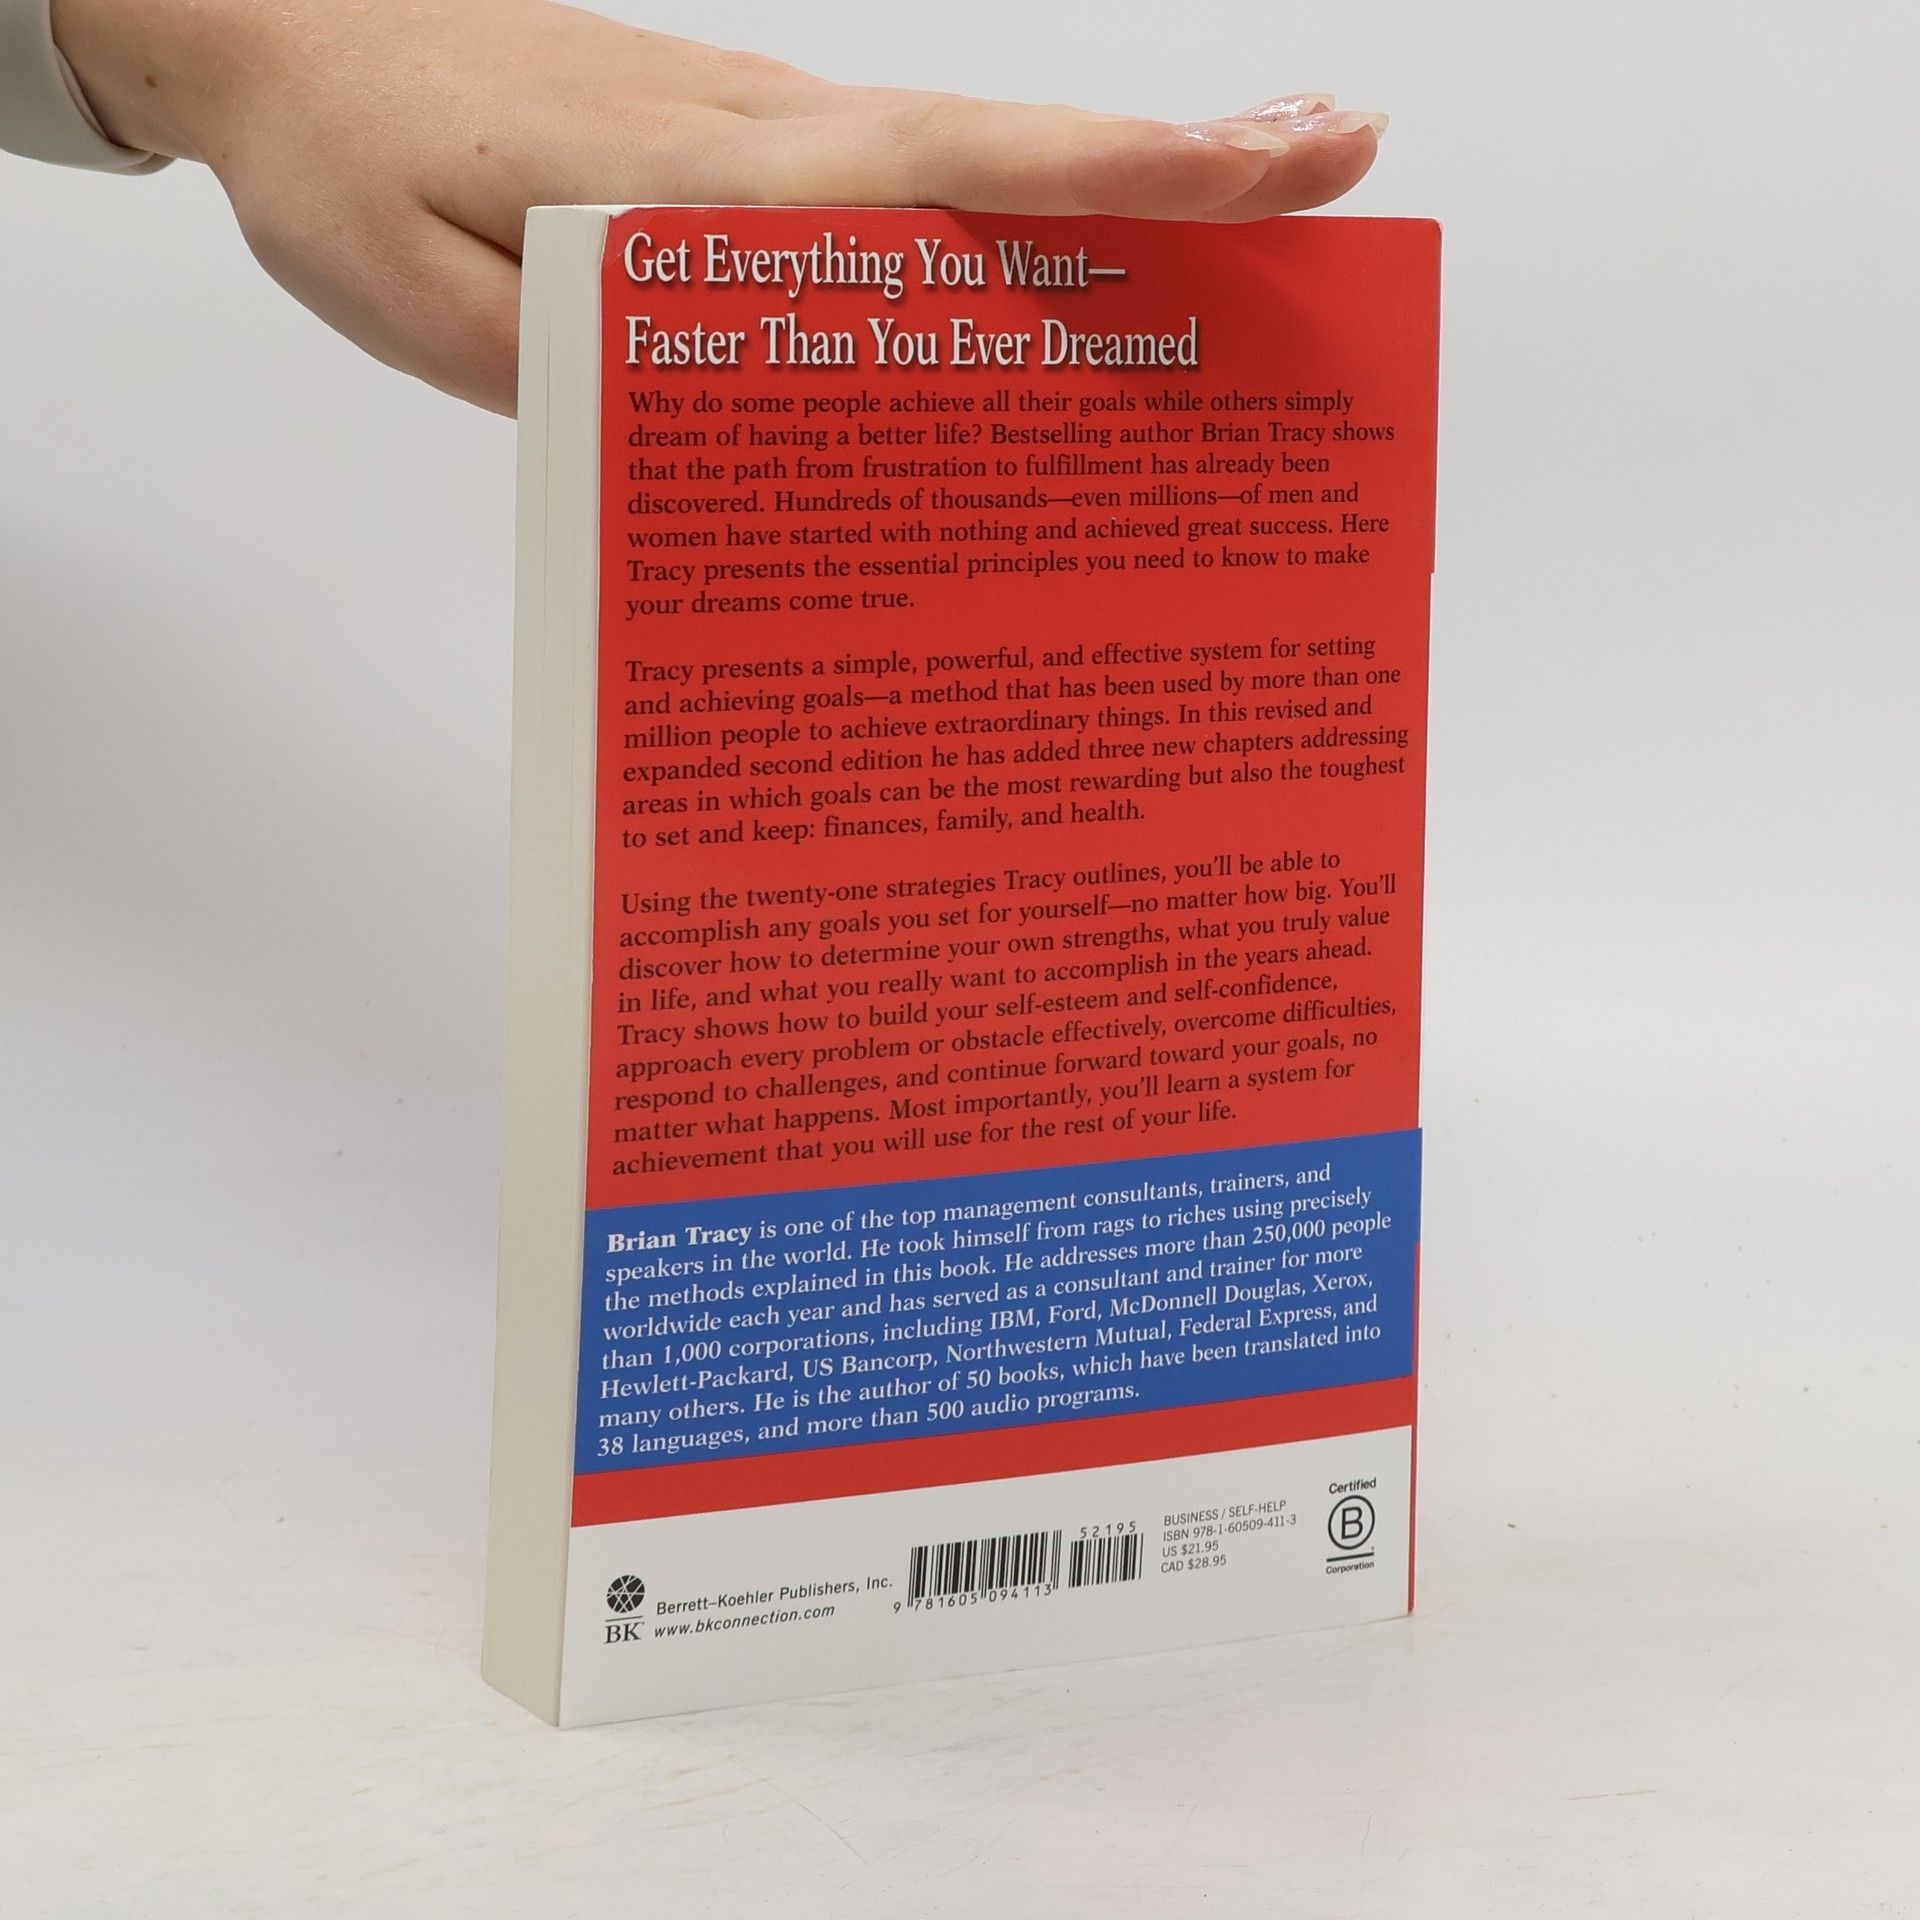 Get Everything You Want—
Faster Than You Ever Dreamed
Why do some people achieve all their goals while others simply
dream of having a better life? Bestselling author Brian Tracy shows
that the path from frustration to fulfillment has already been
discovered. Hundreds of thousands—even millions—of men and
women have started with nothing and achieved great success. Here
Tracy presents the essential principles you need to know to make
your dreams come true.
Tracy presents a simple, powerful, and effective system for setting
and achieving goals—a method that has been used by more than one
million people to achieve extraordinary things. In this revised and
expanded second edition he has added three new chapters addressing
areas in which goals can be the most rewarding but also the toughest
to set and keep: finances, family, and health.
Using the twenty-one strategies Tracy outlines, you'll be able to
accomplish any goals you set for yourself—no matter how big. You'll
discover how to determine your own strengths, what you truly value
in life, and what you really want to accomplish in the years ahead.
Tracy shows how to build your self-esteem and self-confidence,
approach every problem or obstacle effectively, overcome difficulties,
respond to challenges, and continue forward toward your goals, no
matter what happens. Most importantly, you'll learn a system for
achievement that you will use for the rest of your life.
Brian Tracy is one of the top management consultants, trainers, and
speakers in the world. He took himself from rags to riches using precisely
the methods explained in this book. He addresses more than 250,000 people
worldwide each year and has served as a consultant and trainer for more
than 1,000 corporations, including IBM, Ford, McDonnell Douglas, Xerox,
Hewlett-Packard, US Bancorp, Northwestern Mutual, Federal Express, and
many others. He is the author of 50 books, which have been translated into
38 languages, and more than 500 audio programs.
BK
Berrett–Koehler Publishers, Inc.
www.bkconnection.com
9 781605 094113
52195
BUSINESS / SELF-HELP
ISBN 978-1-60509-411-3
US $21.95
CAD $28.95
Certified
B
Corporation